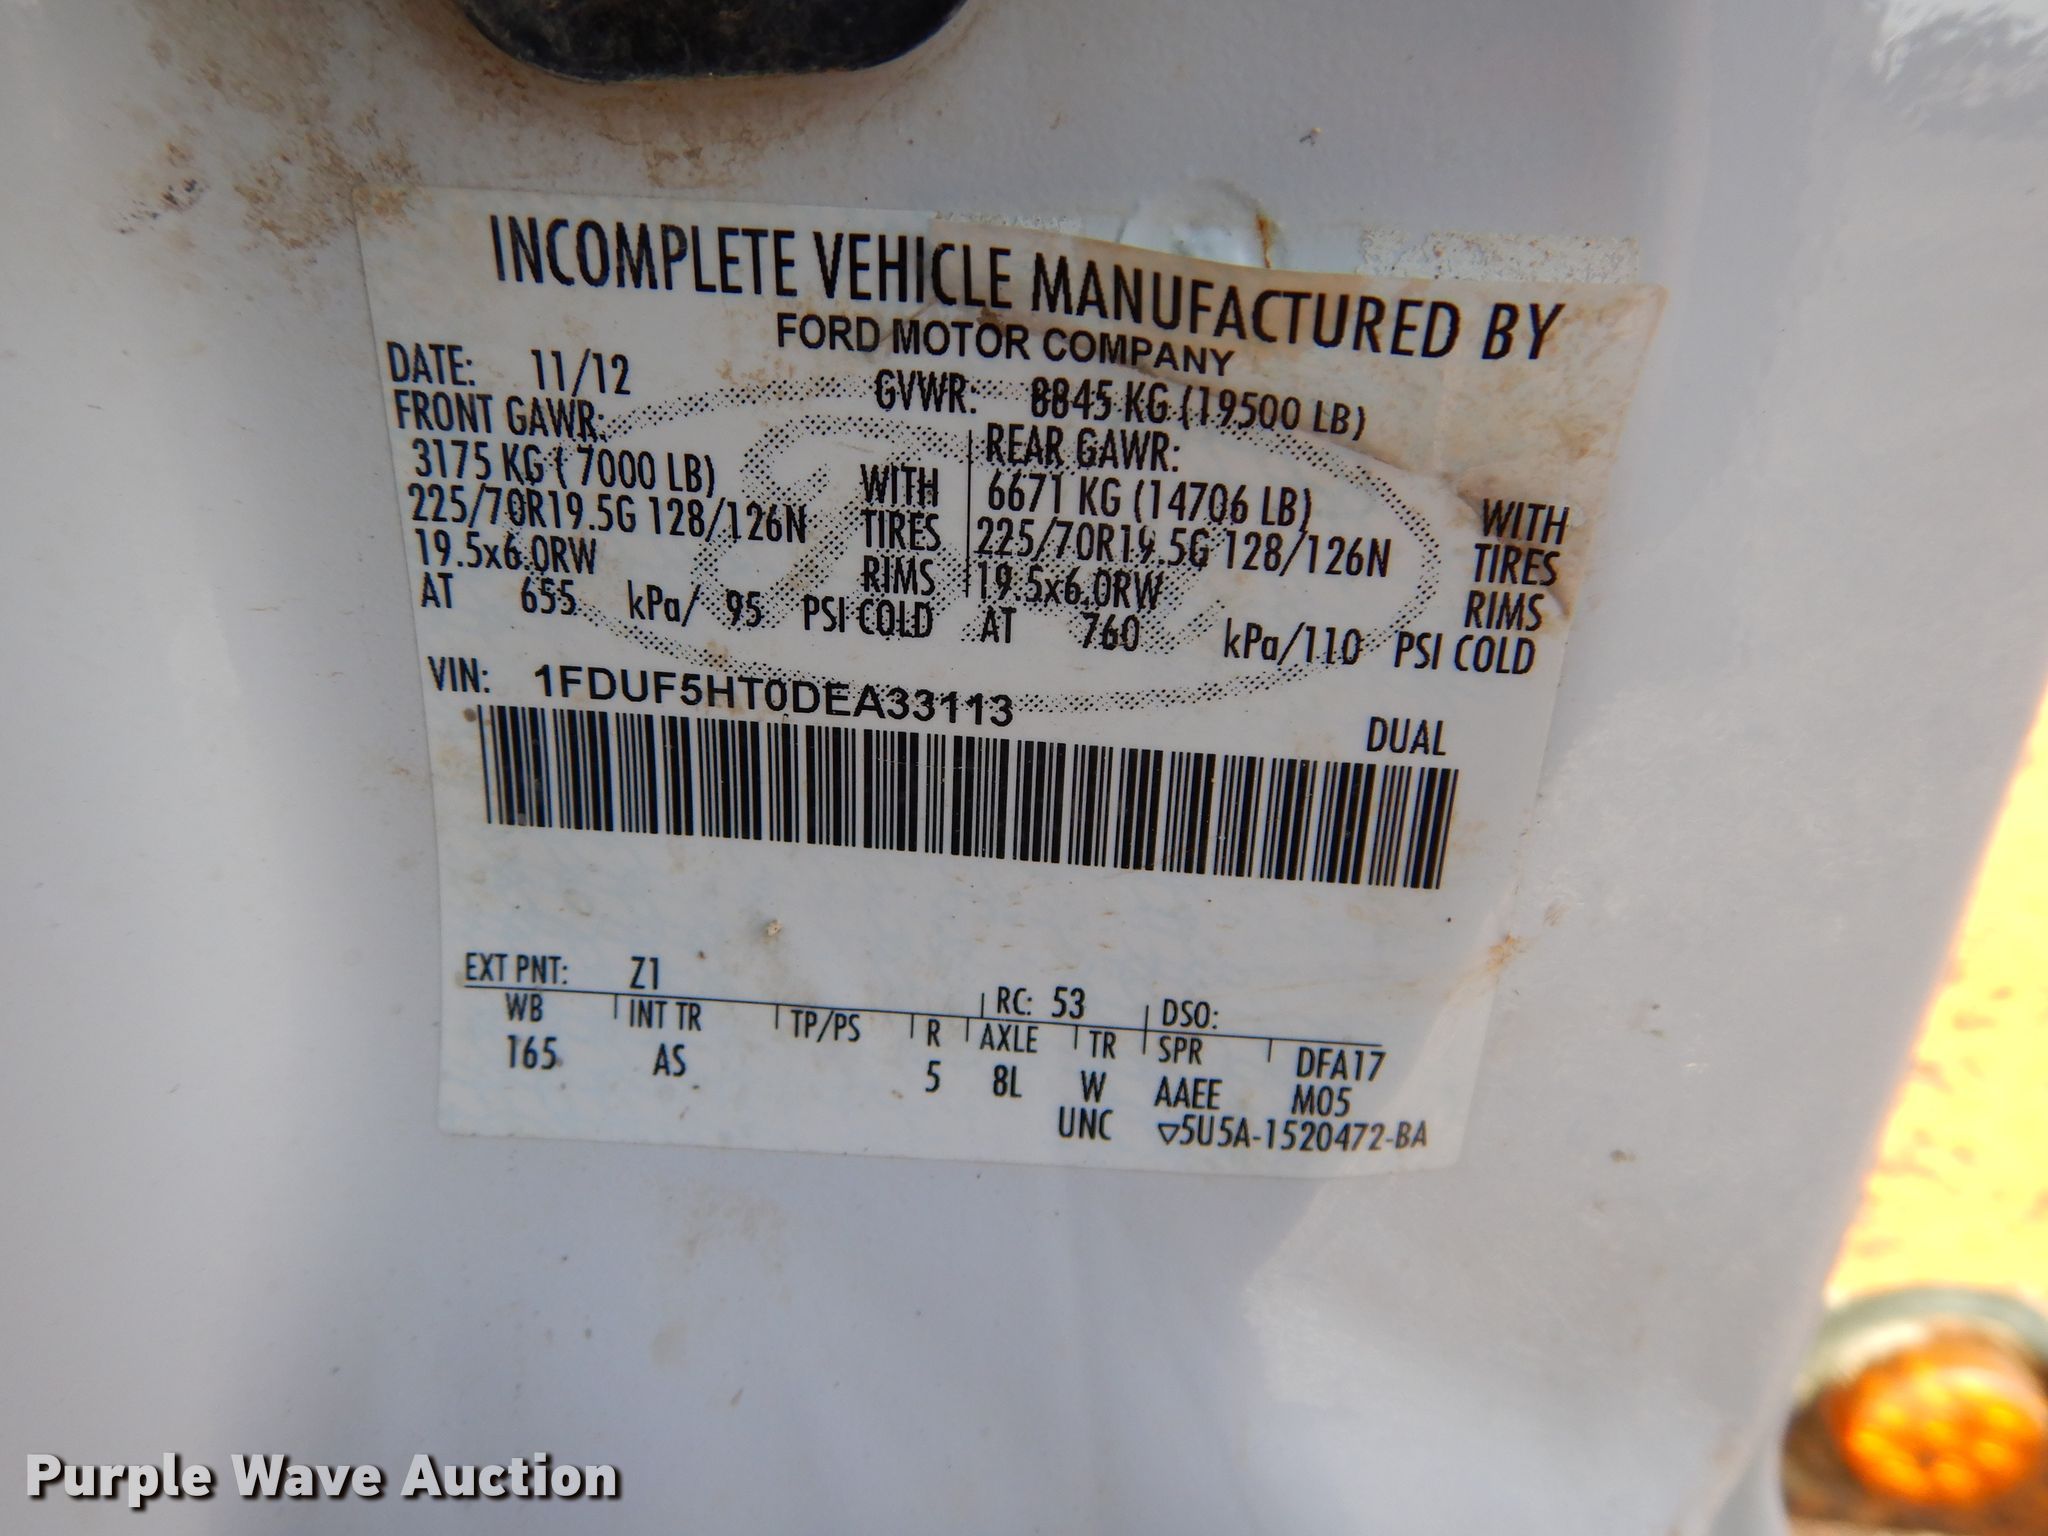 INCOMPLETE VEHICLE MANUFACTURED BY
FORD MOTOR COMPANY
DATE: 11/12 GVWR: 8845 KG (19500 LB)
FRONT GAWR: REAR GAWR:
3175 KG ( 7000 LB) WITH 6671 KG (14706 LB) WITH
225/70R19.5G 128/126N TIRES 225/70R19.5G 128/126N TIRES
19.5x6.0RW RIMS 19.5x6.0RW RIMS
AT 655 kPa/ 95 PSI COLD AT 760 kPa/110 PSI COLD
VIN: 1FDUF5HT0DEA33113
DUAL
EXT PNT: Z1 RC: 53 DSO:
WB INT TR TP/PS R AXLE TR SPR DFA17
165 AS 5 8L W AAEE M05
UNC ▽5U5A-1520472-BA
Purple Wave Auction